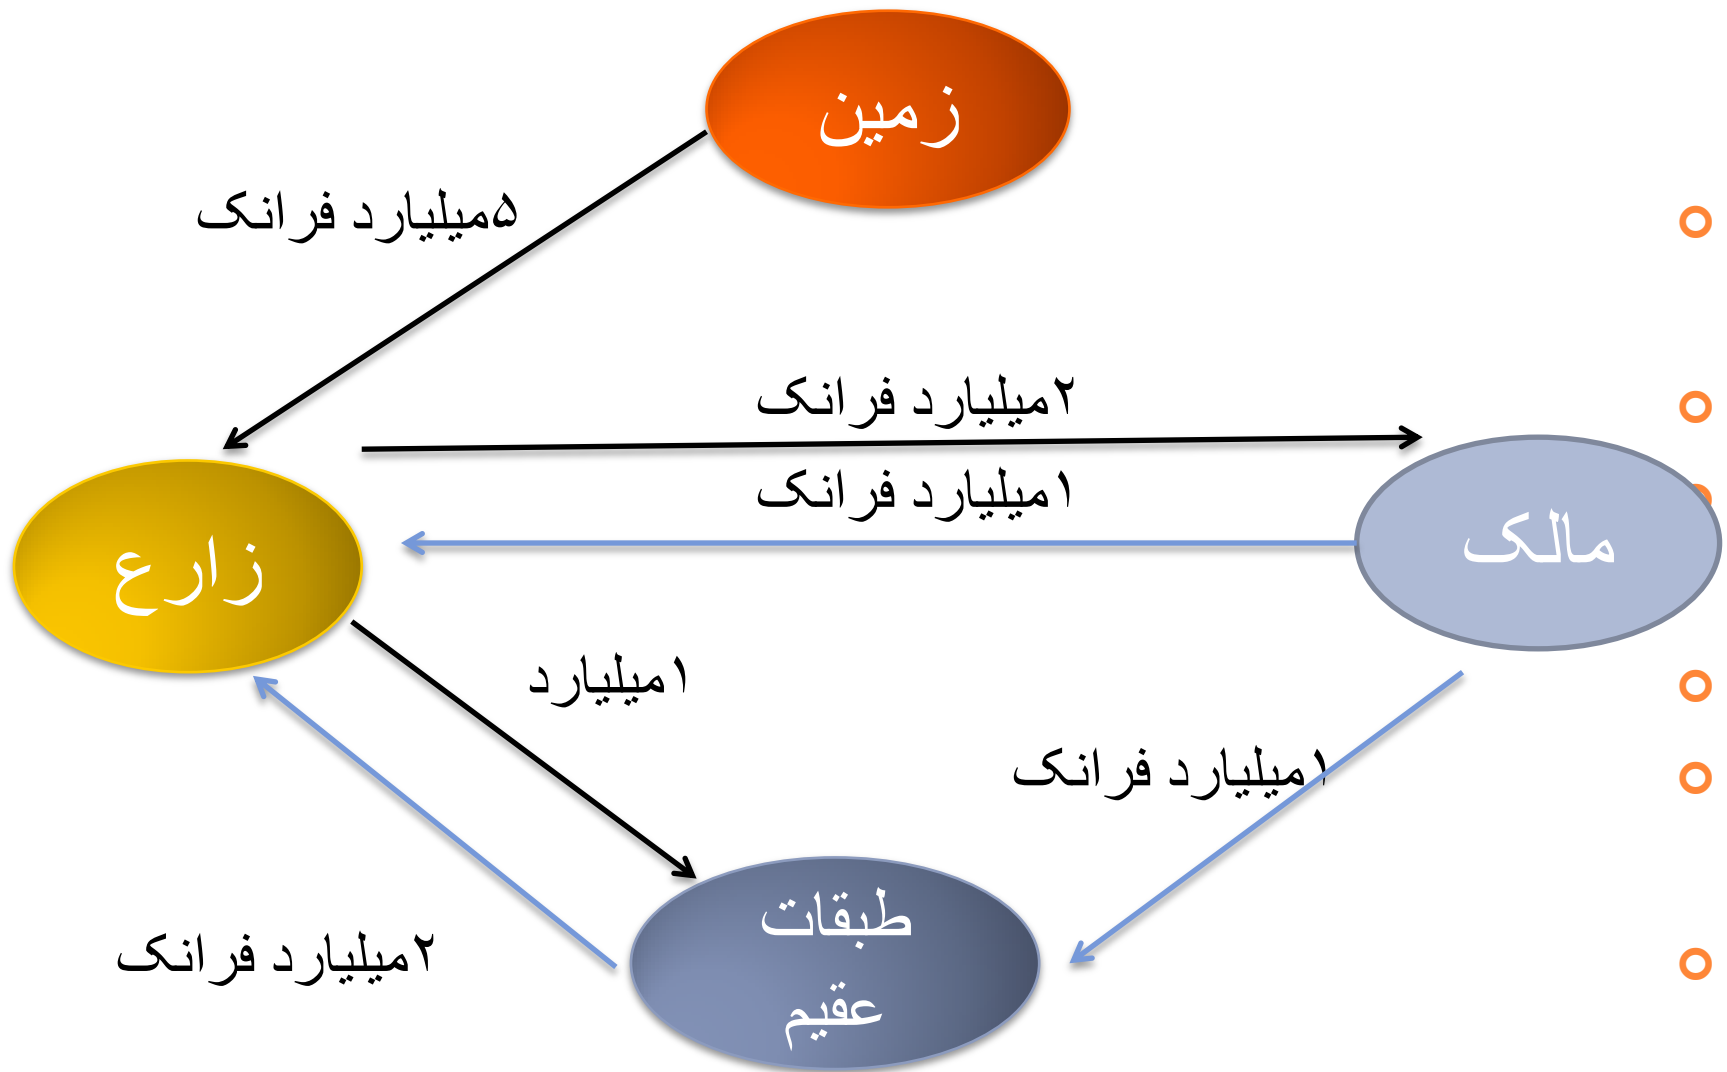 زمین
۵میلیارد فرانک
۲میلیارد فرانک
۱میلیارد فرانک
مالک
زارع
۱میلیارد
۱میلیارد فرانک
طبقات
عقیم
۲میلیارد فرانک